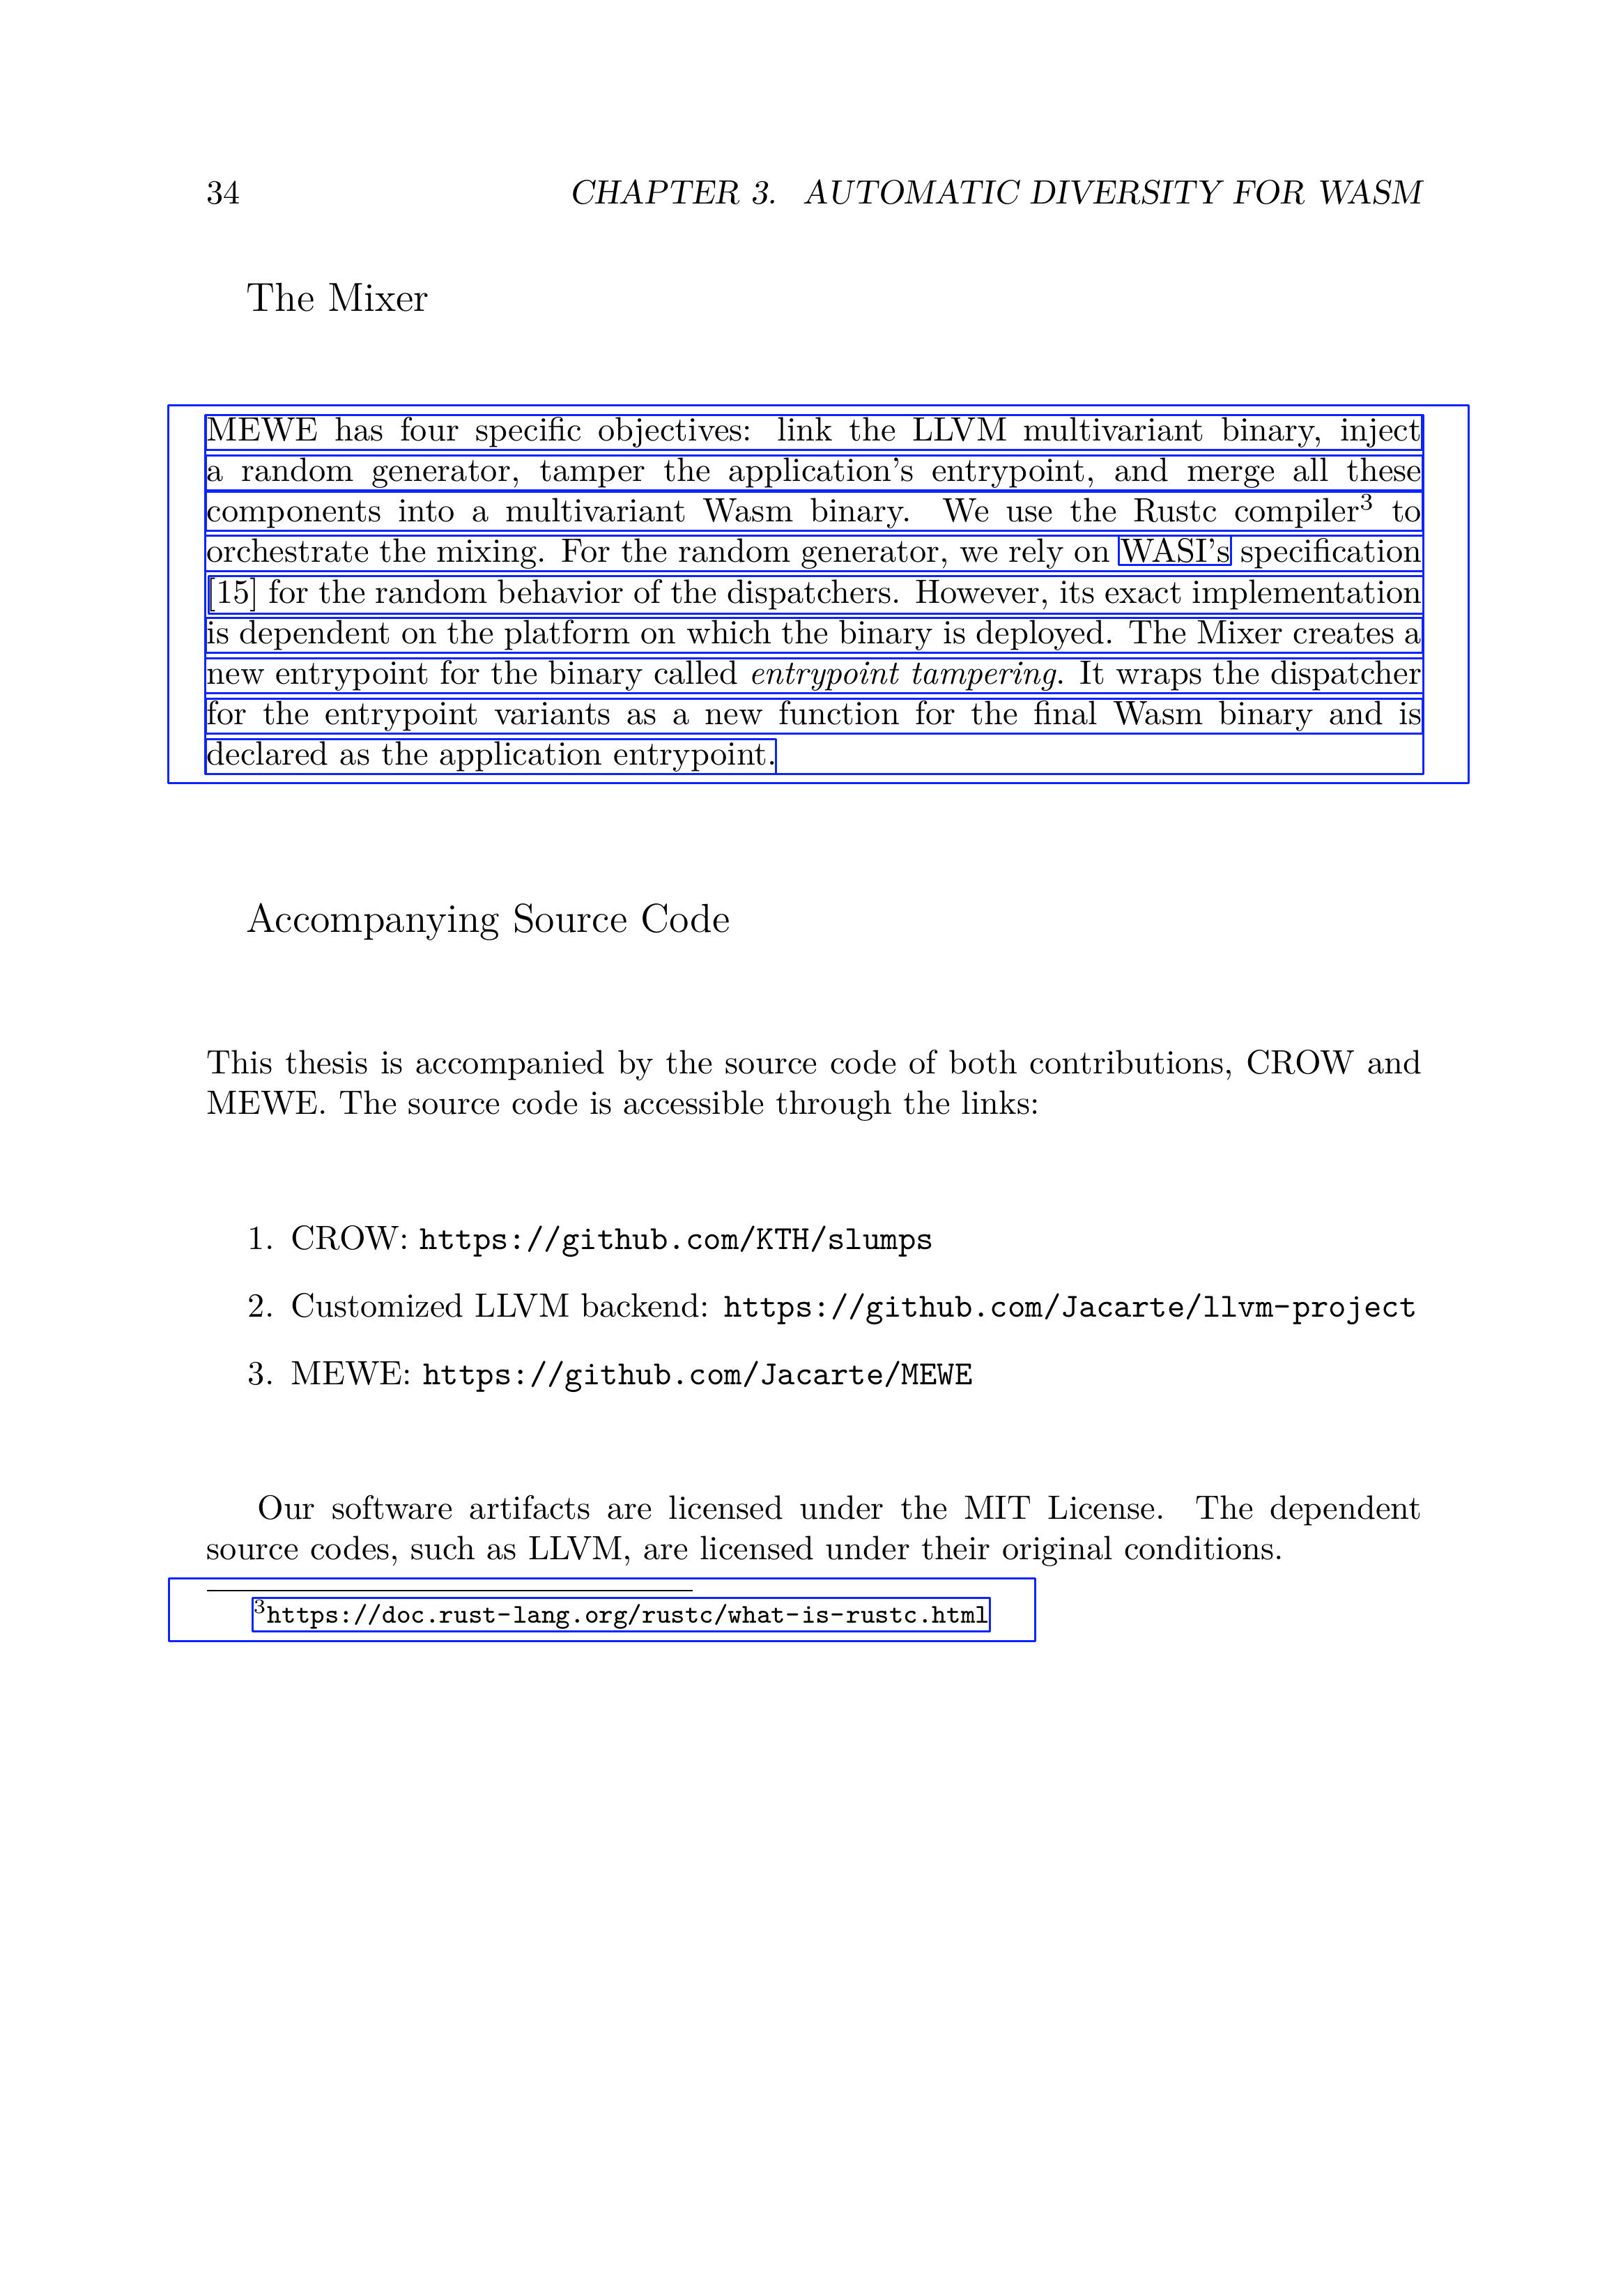 34 CHAPTER 3. AUTOMATIC DIVERSITY FOR WASM
The Mixer
MEWE has four specific objectives: link the LLVM multivariant binary, inject
a random generator, tamper the application's entrypoint, and merge all these
components into a multivariant Wasm binary. We use the Rustc compiler³ to
orchestrate the mixing. For the random generator, we rely on WASI's specification
[15] for the random behavior of the dispatchers. However, its exact implementation
is dependent on the platform on which the binary is deployed. The Mixer creates a
new entrypoint for the binary called entrypoint tampering. It wraps the dispatcher
for the entrypoint variants as a new function for the final Wasm binary and is
declared as the application entrypoint.
Accompanying Source Code
This thesis is accompanied by the source code of both contributions, CROW and
MEWE. The source code is accessible through the links:
1. CROW: https://github.com/KTH/slumps
2. Customized LLVM backend: https://github.com/Jacarte/llvm-project
3. MEWE: https://github.com/Jacarte/MEWE
Our software artifacts are licensed under the MIT License. The dependent
source codes, such as LLVM, are licensed under their original conditions.
³https://doc.rust-lang.org/rustc/what-is-rustc.html